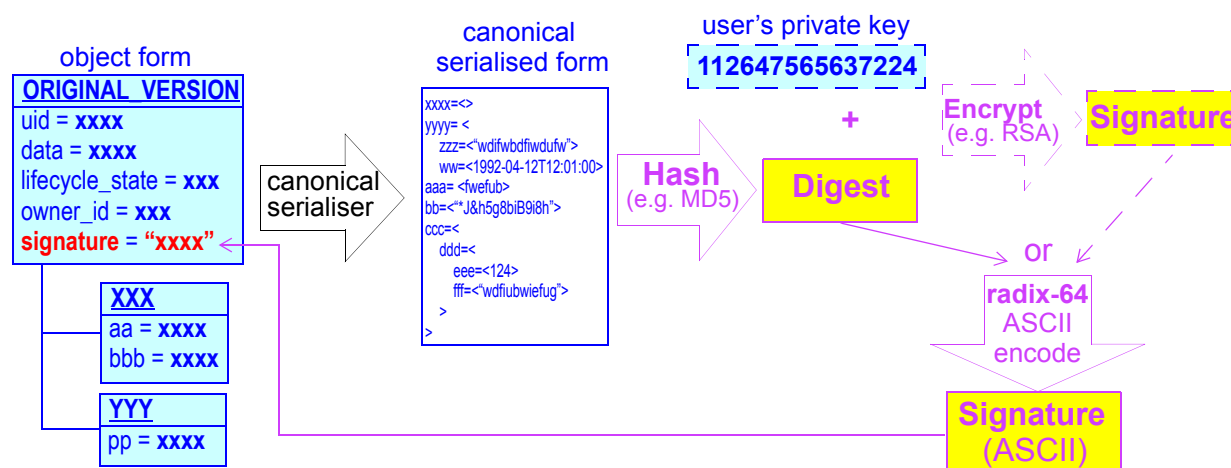 object form
ORIGINAL_VERSION
uid = xxxx
data = xxxx
lifecycle_state = xxx
owner_id = xxx
signature = “xxxx”
XXX
aa = xxxx
bbb = xxxx
YYY
pp = xxxx
canonical
serialiser
canonical
serialised form
xxxx=<>
yyyy= <
zzz=<“wdifwbdfiwdufw”>
ww=<1992-04-12T12:01:00>
aaa= <fwefub>
bb=<“*J&h5g8biB9i8h”>
ccc=<
ddd=<
eee=<124>
fff=<“wdfiubwiefug”>
>
>
Hash
(e.g. MD5)
user’s private key
112647565637224
+
Digest
Encrypt
(e.g. RSA)
Signature
or
radix-64
ASCII
encode
Signature
(ASCII)